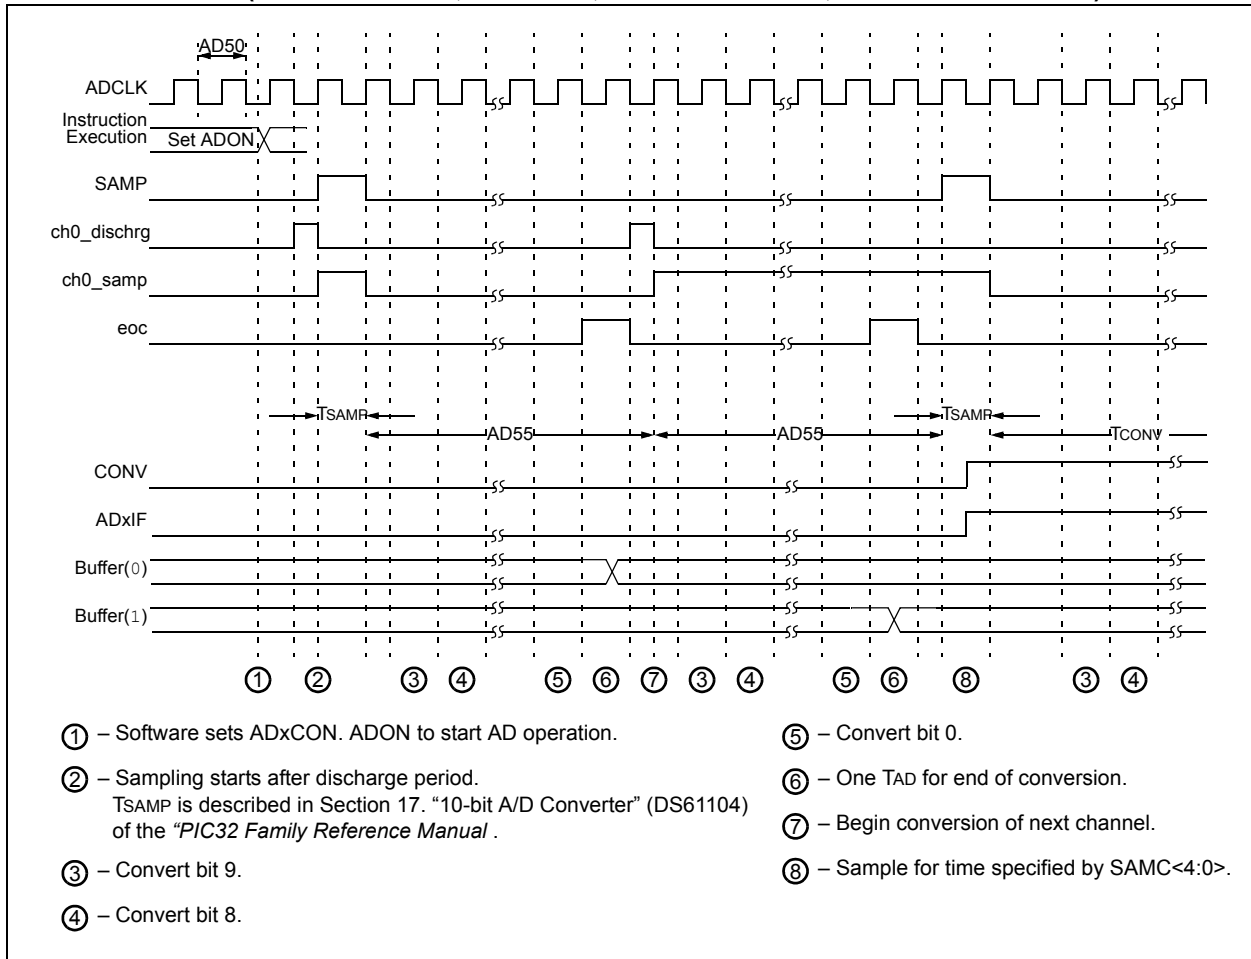 AD50
ADCLK
Instruction
Execution
Set ADON
SAMP
ch0_dischrg
ch0_samp
eoc
TSAMP
TSAMP
AD55
AD55
TCONV
CONV
ADxIF
Buffer(0)
Buffer(1)
1 2 3 4 5 6 7 3 4 5 6 8 3 4
1 – Software sets ADxCON. ADON to start AD operation.
2 – Sampling starts after discharge period.
TSAMP is described in Section 17. “10-bit A/D Converter” (DS61104)
of the “PIC32 Family Reference Manual .
3 – Convert bit 9.
4 – Convert bit 8.
5 – Convert bit 0.
6 – One TAD for end of conversion.
7 – Begin conversion of next channel.
8 – Sample for time specified by SAMC<4:0>.